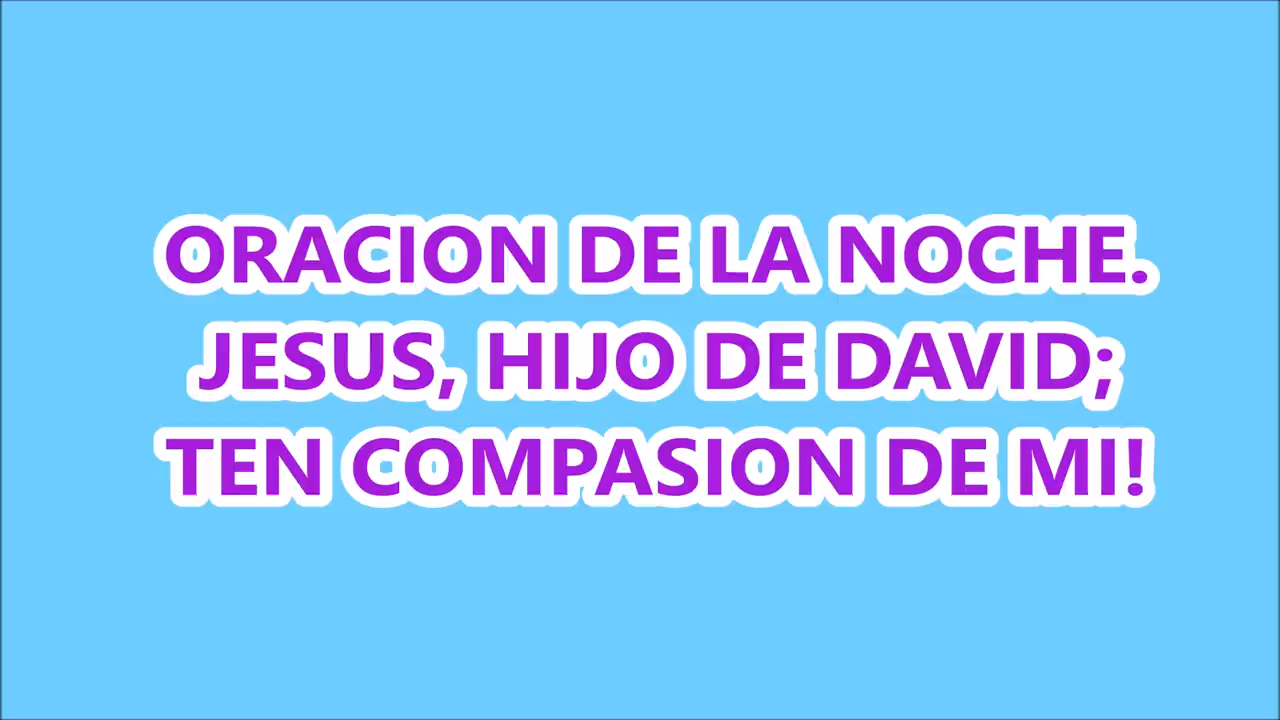 ORACION DE LA NOCHE.
JESUS, HIJO DE DAVID;
TEN COMPASION DE MI!